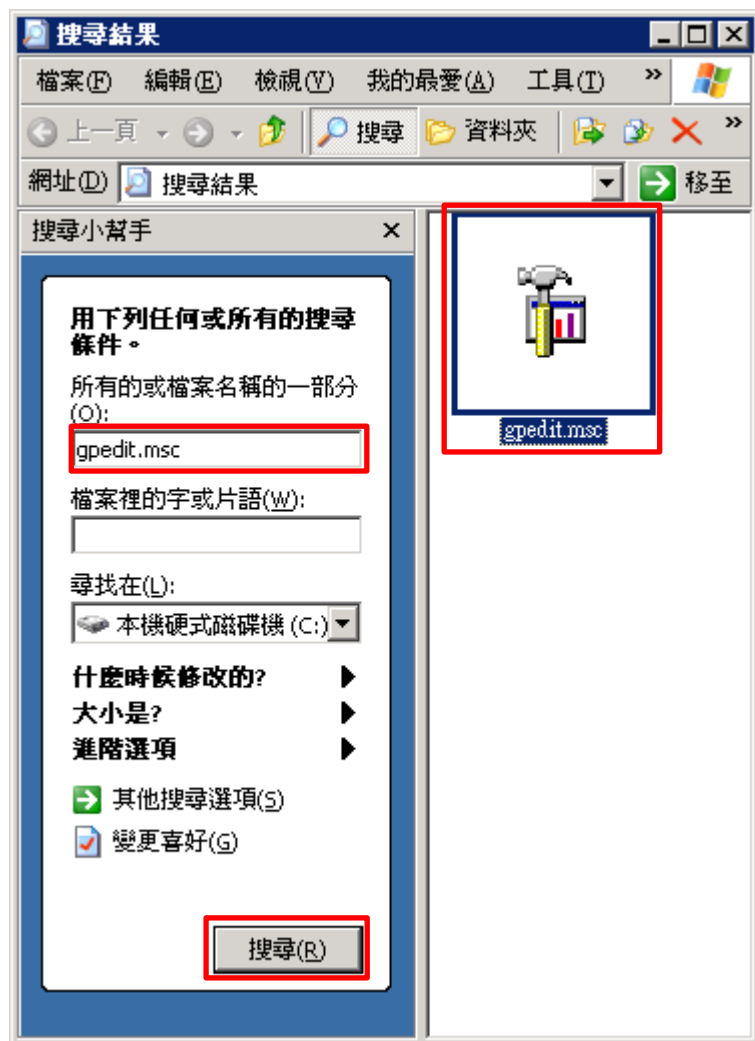 搜尋結果
檔案(F) 編輯(E) 檢視(V) 我的最愛(A) 工具(T) »
上一頁 搜尋 資料夾 »
網址(D) 搜尋結果 移至
搜尋小幫手 ×
用下列任何或所有的搜尋
條件。
所有的或檔案名稱的一部分
(O):
gpedit.msc
檔案裡的字或片語(W):
尋找在(L):
本機硬式磁碟機 (C:)
什麼時候修改的?
大小是?
進階選項
其他搜尋選項(S)
變更喜好(G)
搜尋(R)
gpedit.msc